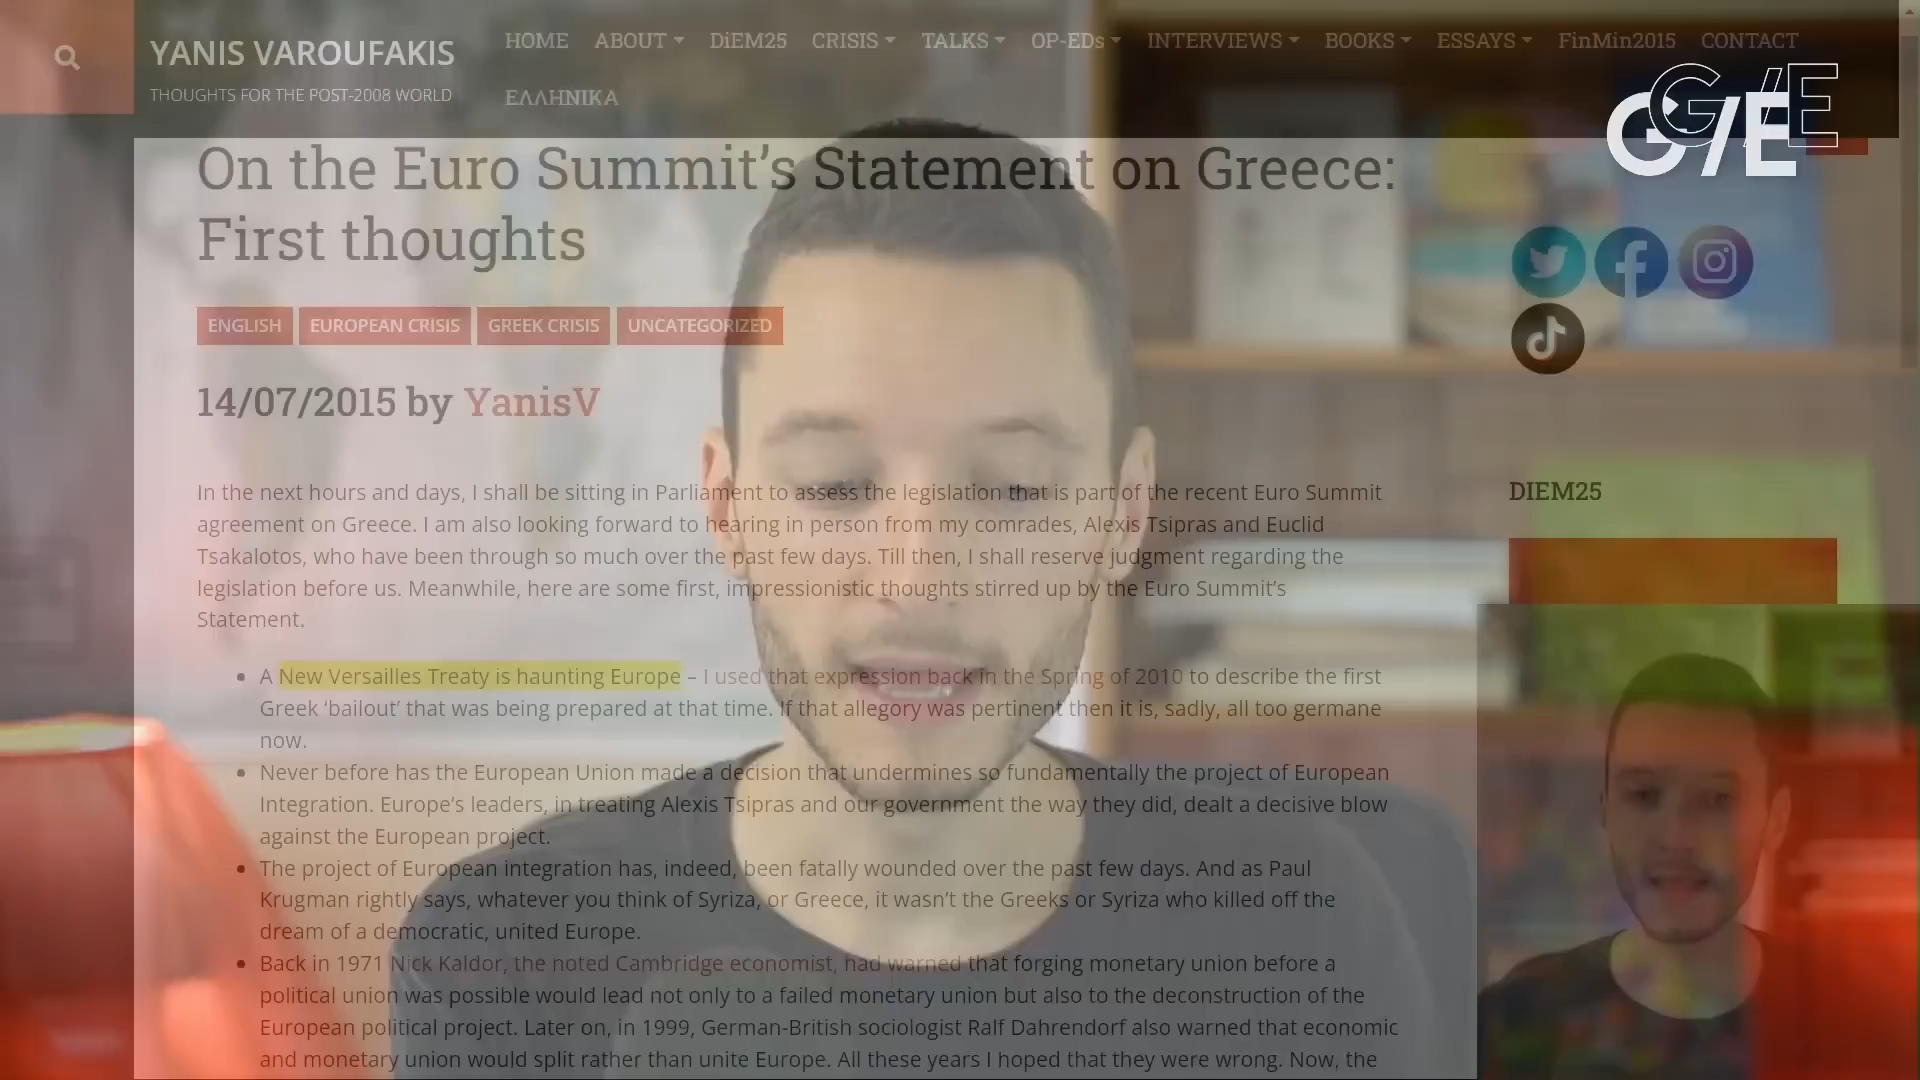 YANIS VAROUFAKIS
THOUGHTS FOR THE POST-2008 WORLD
HOME ABOUT DiEM25 CRISIS TALKS OP-EDs INTERVIEWS BOOKS ESSAYS FinMin2015 CONTACT
ΕΛΛΗΝΙΚΑ
G/E
G/E
On the Euro Summit’s Statement on Greece:
First thoughts
ENGLISH EUROPEAN CRISIS GREEK CRISIS UNCATEGORIZED
14/07/2015 by YanisV
In the next hours and days, I shall be sitting in Parliament to assess the legislation that is part of the recent Euro Summit
agreement on Greece. I am also looking forward to hearing in person from my comrades, Alexis Tsipras and Euclid
Tsakalotos, who have been through so much over the past few days. Till then, I shall reserve judgment regarding the
legislation before us. Meanwhile, here are some first, impressionistic thoughts stirred up by the Euro Summit’s
Statement.
A New Versailles Treaty is haunting Europe – I used that expression back in the Spring of 2010 to describe the first
Greek ‘bailout’ that was being prepared at that time. If that allegory was pertinent then it is, sadly, all too germane
now.
Never before has the European Union made a decision that undermines so fundamentally the project of European
Integration. Europe’s leaders, in treating Alexis Tsipras and our government the way they did, dealt a decisive blow
against the European project.
The project of European integration has, indeed, been fatally wounded over the past few days. And as Paul
Krugman rightly says, whatever you think of Syriza, or Greece, it wasn’t the Greeks or Syriza who killed off the
dream of a democratic, united Europe.
Back in 1971 Nick Kaldor, the noted Cambridge economist, had warned that forging monetary union before a
political union was possible would lead not only to a failed monetary union but also to the deconstruction of the
European political project. Later on, in 1999, German-British sociologist Ralf Dahrendorf also warned that economic
and monetary union would split rather than unite Europe. All these years I hoped that they were wrong. Now, the
DIEM25